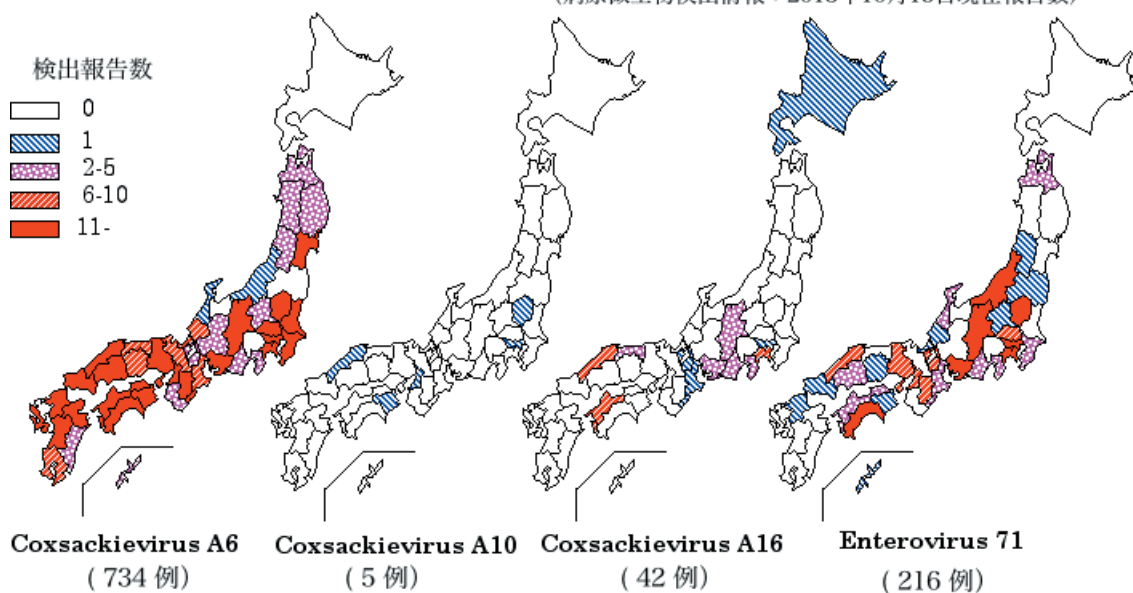 検出報告数
0
1
2-5
6-10
11-
Coxsackievirus A6
( 734 例)
Coxsackievirus A10
( 5 例)
Coxsackievirus A16
( 42 例)
Enterovirus 71
( 216 例)